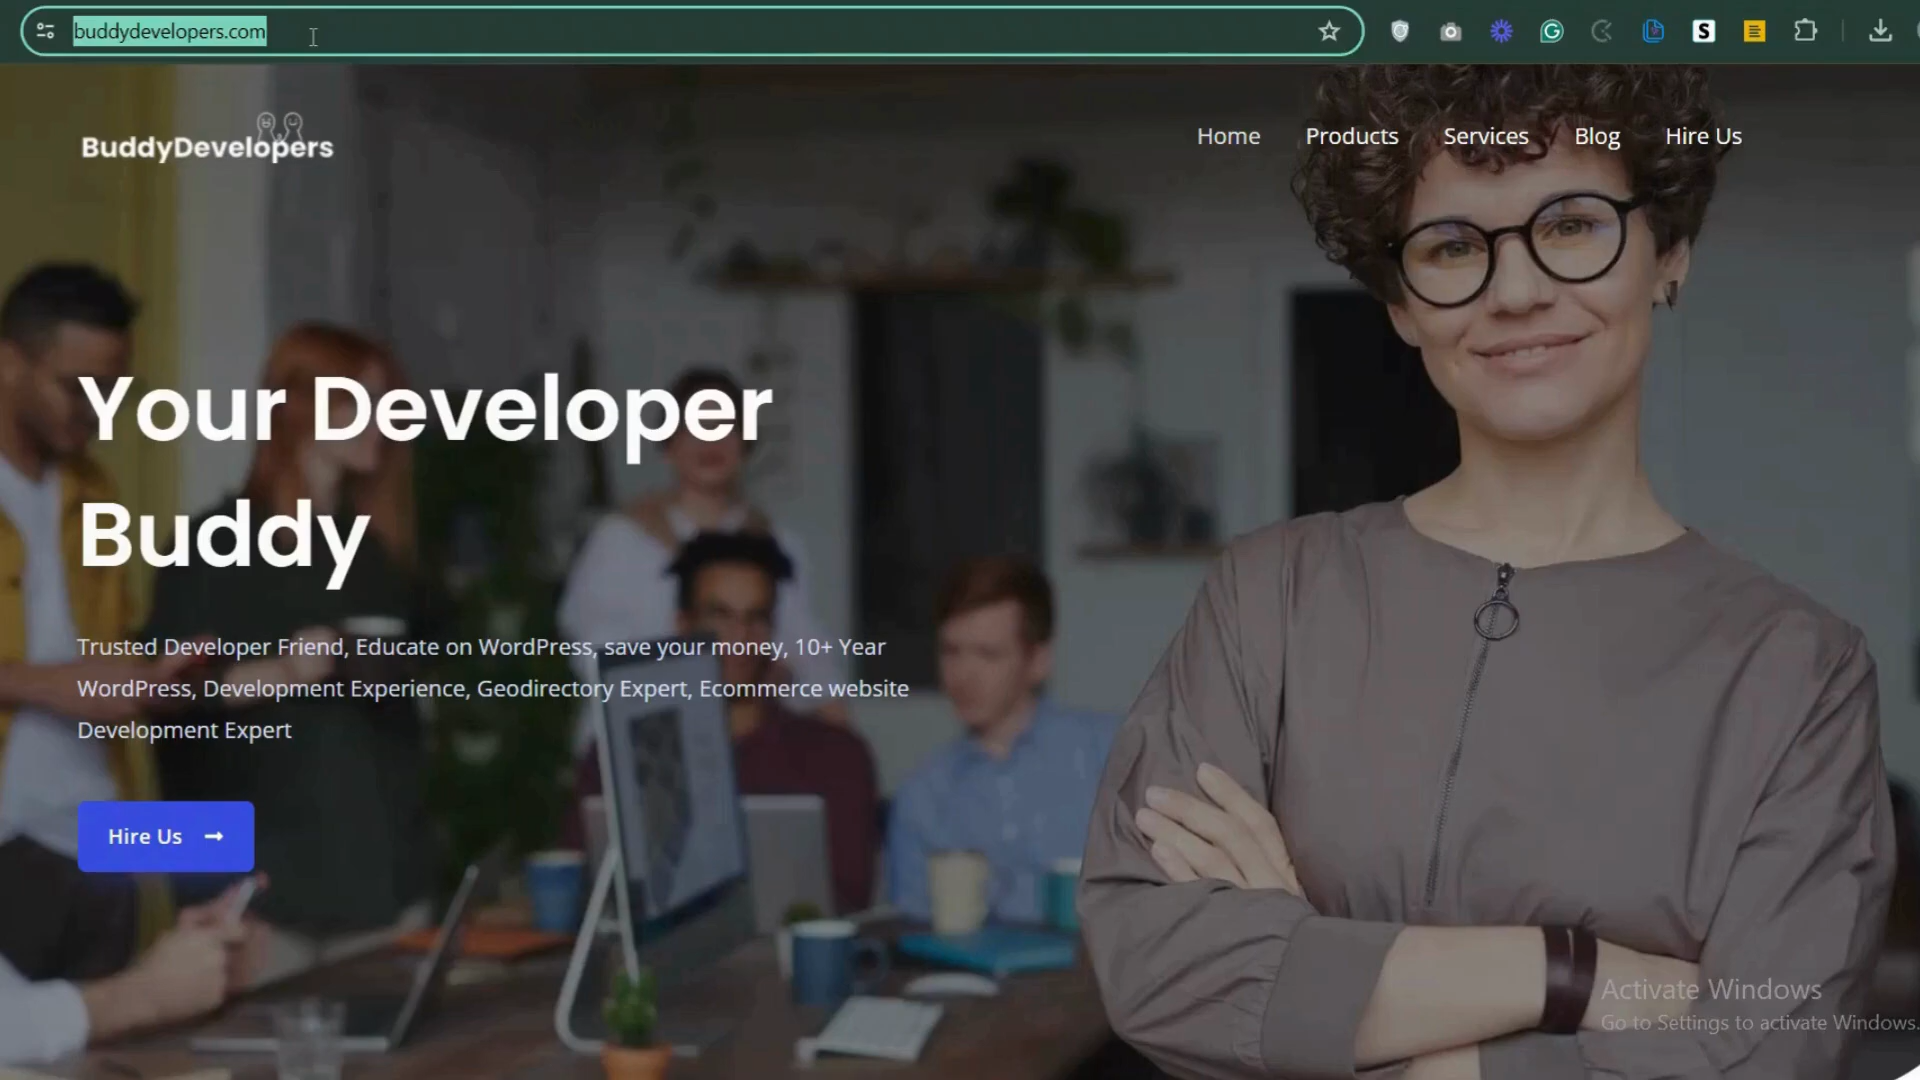 buddydevelopers.com
BuddyDevelopers
Home Products Services Blog Hire Us
Your Developer
Buddy
Trusted Developer Friend, Educate on WordPress, save your money, 10+ Year
WordPress, Development Experience, Geodirectory Expert, Ecommerce website
Development Expert
Hire Us
Activate Windows
Go to Settings to activate Windows.